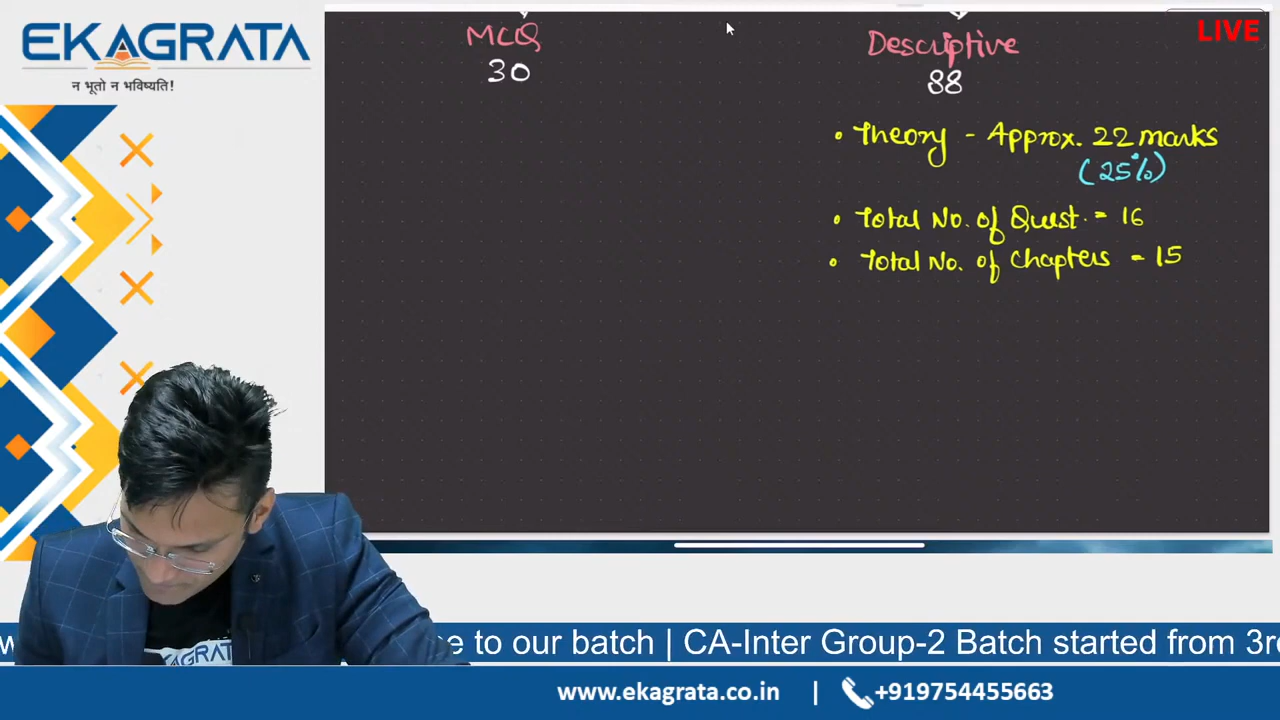 EKAGRATA
न भूतो न भविष्यति!
LIVE
MCQ
30
Descriptive
88
• Theory - Approx. 22 marks
(25%)
• Total No. of Quest. = 16
• Total No. of Chapters = 15
KAGRATA
e to our batch | CA-Inter Group-2 Batch started from 3r
www.ekagrata.co.in | +919754455663